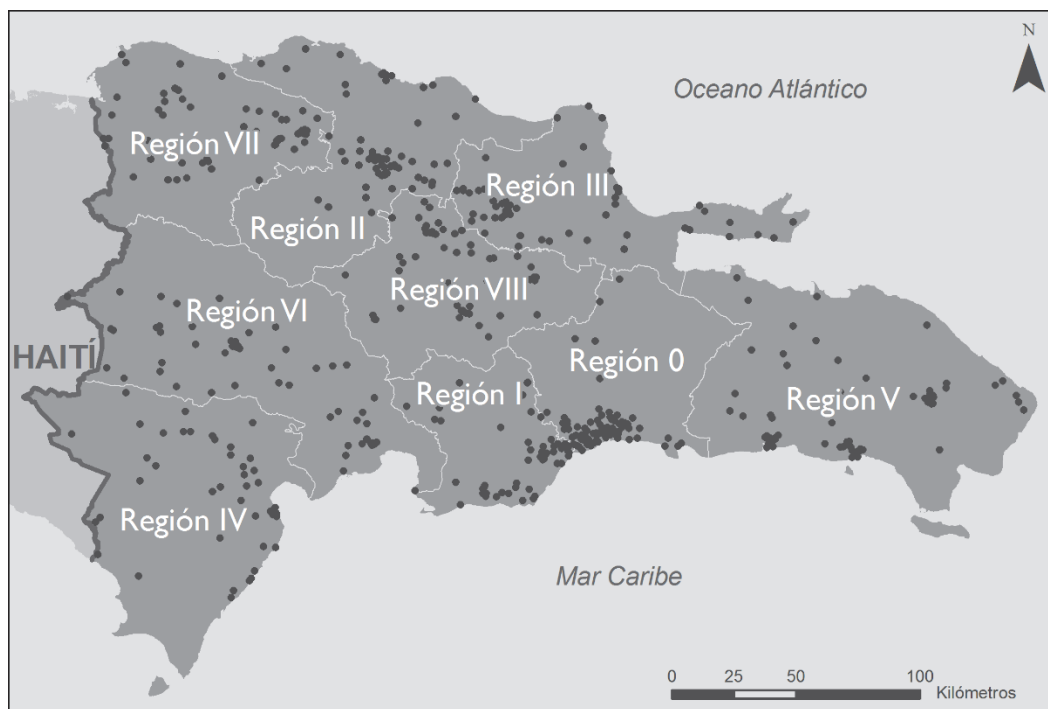 N
Oceano Atlántico
Región VII
Región III
Región II
Región VIII
Región VI
HAITÍ
Región 0
Región I
Región V
Región IV
Mar Caribe
0 25 50 100
Kilómetros